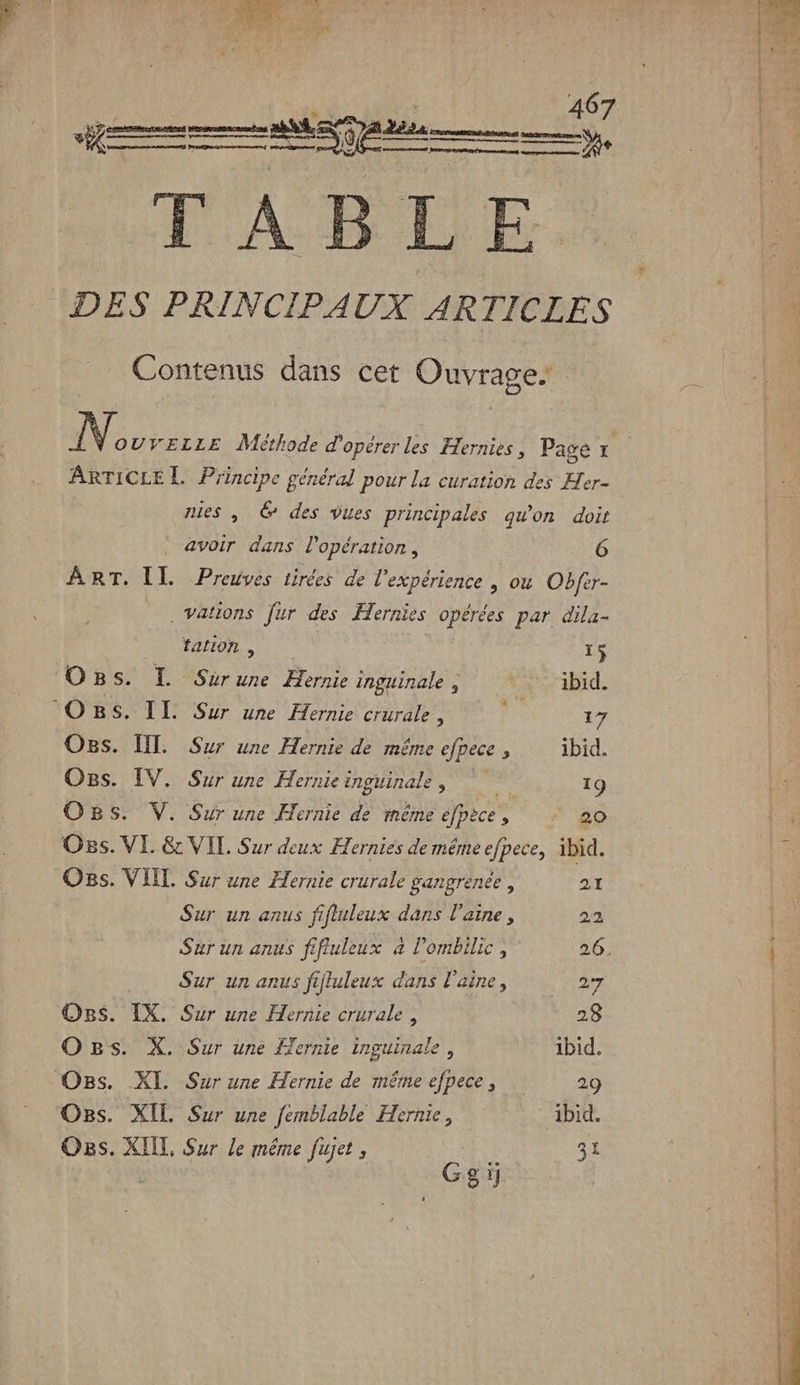 467
TABLE
DES PRINCIPAUX ARTICLES
Contenus dans cet Ouvrage.
NOUVELLE Méthode d'opérer les Hernies, Page 1
ARTICLE I. Principe général pour la curation des Her-
nies, & des vues principales qu'on doit
avoir dans l'opération, 6
ART. II. Preuves tirées de l'expérience, ou Obſer-
vations ſur des Hernies opérées par dila-
tation, 15
OBS. I. Sur une Hernie inguinale, ibid.
OBS. II. Sur une Hernie crurale, 17
OBS. III. Sur une Hernie de même eſpece, ibid.
OBS. IV. Sur une Hernie inguinale, 19
OBS. V. Sur une Hernie de même eſpèce, 20
OBS. VI. & VII. Sur deux Hernies de même eſpece, ibid.
OBS. VIII. Sur une Hernie crurale gangrenée, 21
Sur un anus fiſtuleux dans l'aine, 22
Sur un anus fiſtuleux à l'ombilic, 26.
Sur un anus fiſtuleux dans l'aine, 27
OBS. IX. Sur une Hernie crurale, 28
OBS. X. Sur une Hernie inguinale, ibid.
OBS. XI. Sur une Hernie de même eſpece, 29
OBS. XII. Sur une ſemblable Hernie, ibid.
OBS. XIII, Sur le même ſujet, 31
Gg ij